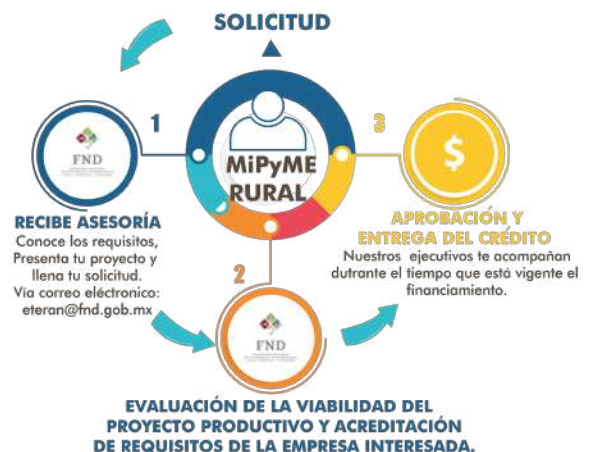 SOLICITUD
1
FND
RECIBE ASESORÍA
Conoce los requisitos,
Presenta tu proyecto y
llena tu solicitud.
Vía correo eléctronico:
eteran@fnd.gob.mx
MiPyME
RURAL
2
FND
EVALUACIÓN DE LA VIABILIDAD DEL
PROYECTO PRODUCTIVO Y ACREDITACIÓN
DE REQUISITOS DE LA EMPRESA INTERESADA.
3
$
APROBACIÓN Y
ENTREGA DEL CRÉDITO
Nuestros ejecutivos te acompañan
dutrante el tiempo que está vigente el
financiamiento.